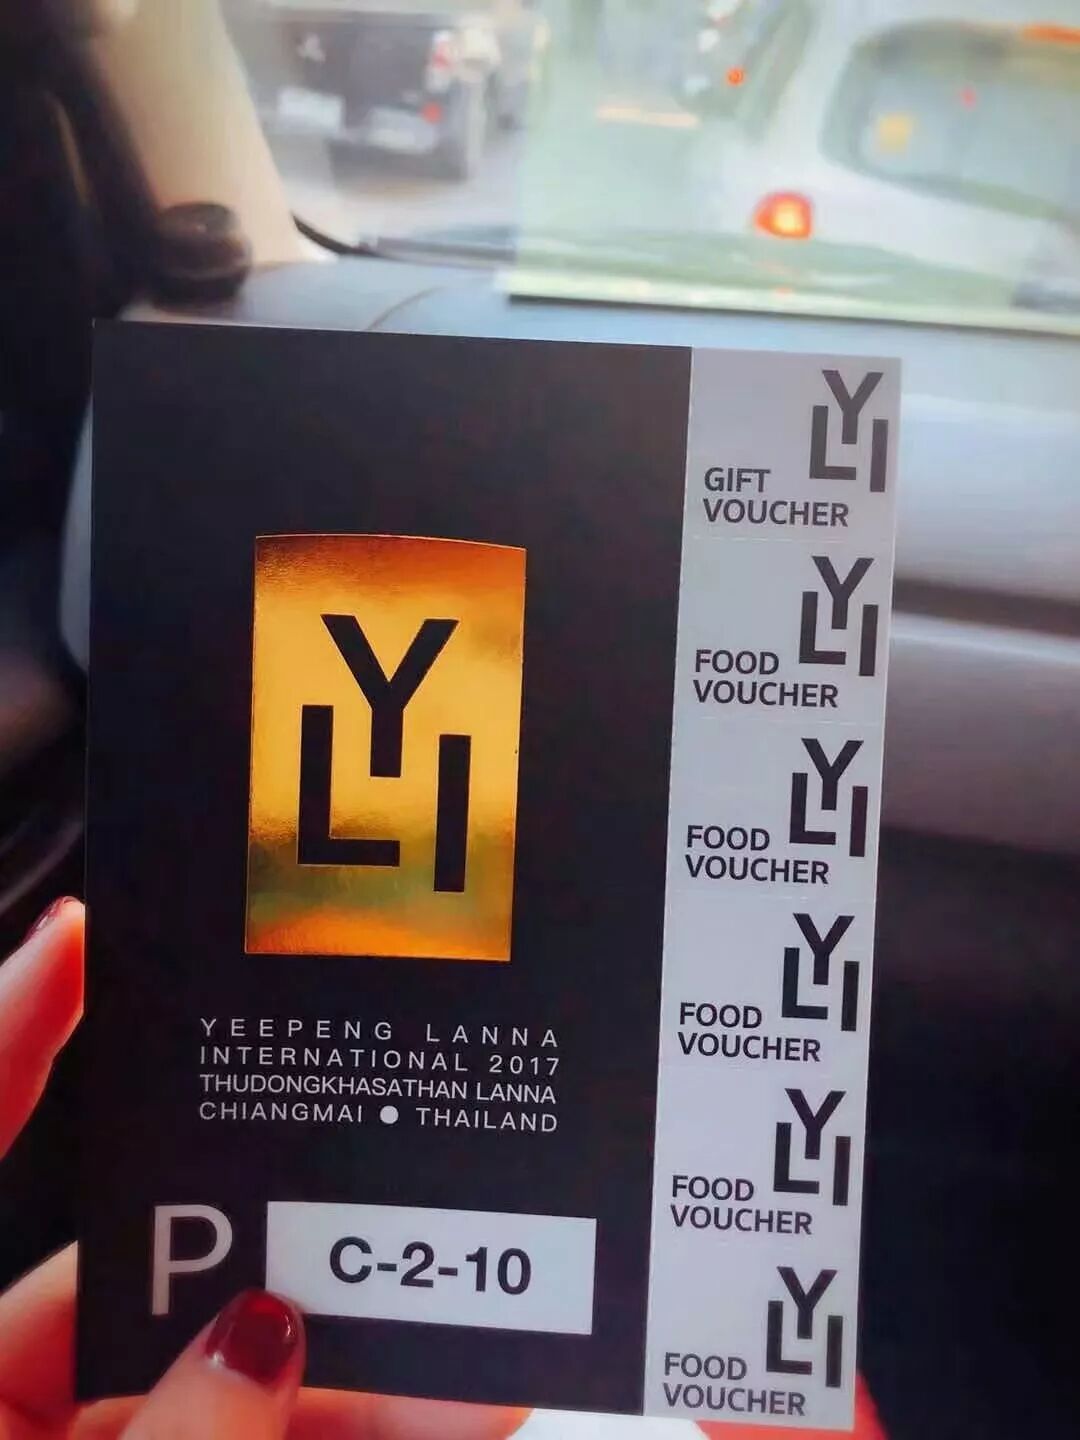 YLI
YEEPENG LANNA
INTERNATIONAL 2017
THUDONGKHASATHAN LANNA
CHIANGMAI ● THAILAND
P
C-2-10
YLI
GIFT
VOUCHER
YLI
FOOD
VOUCHER
YLI
FOOD
VOUCHER
YLI
FOOD
VOUCHER
YLI
FOOD
VOUCHER
YLI
FOOD
VOUCHER